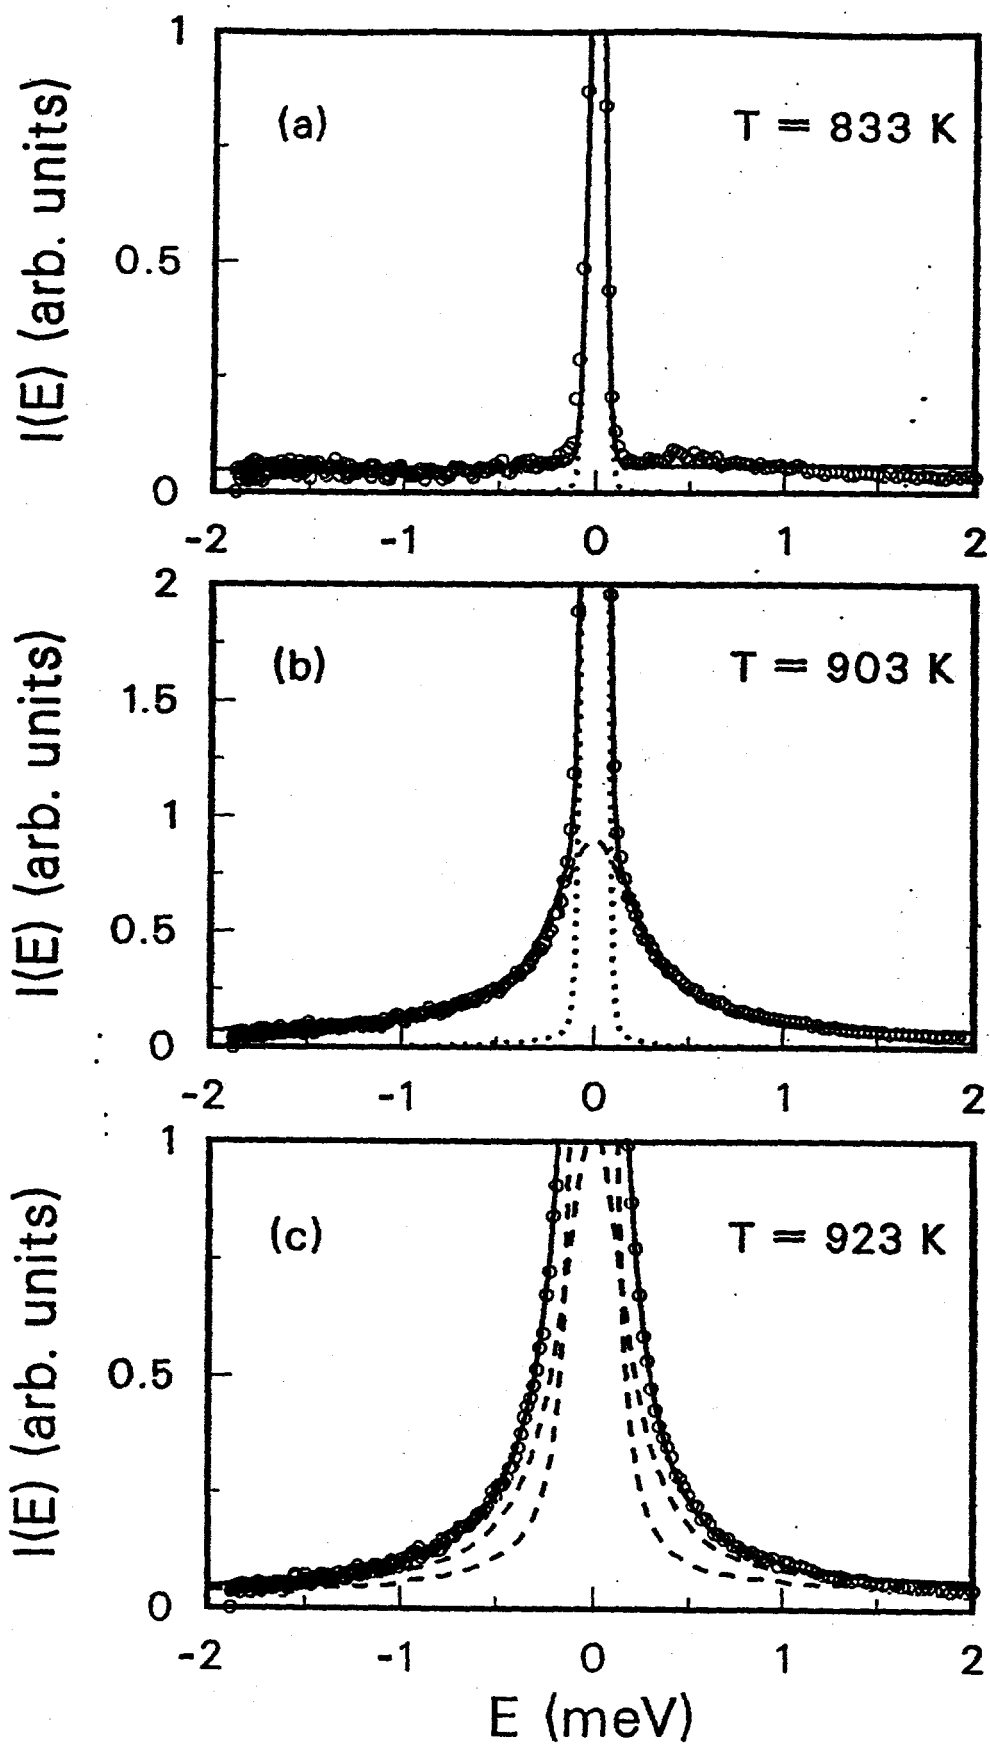 1
(a)
T = 833 K
0.5
I(E) (arb. units)
0
-2 -1 0 1 2
2
(b)
T = 903 K
1.5
1
I(E) (arb. units)
0.5
0
-2 -1 0 1 2
1
(c)
T = 923 K
0.5
I(E) (arb. units)
0
-2 -1 0 1 2
E (meV)